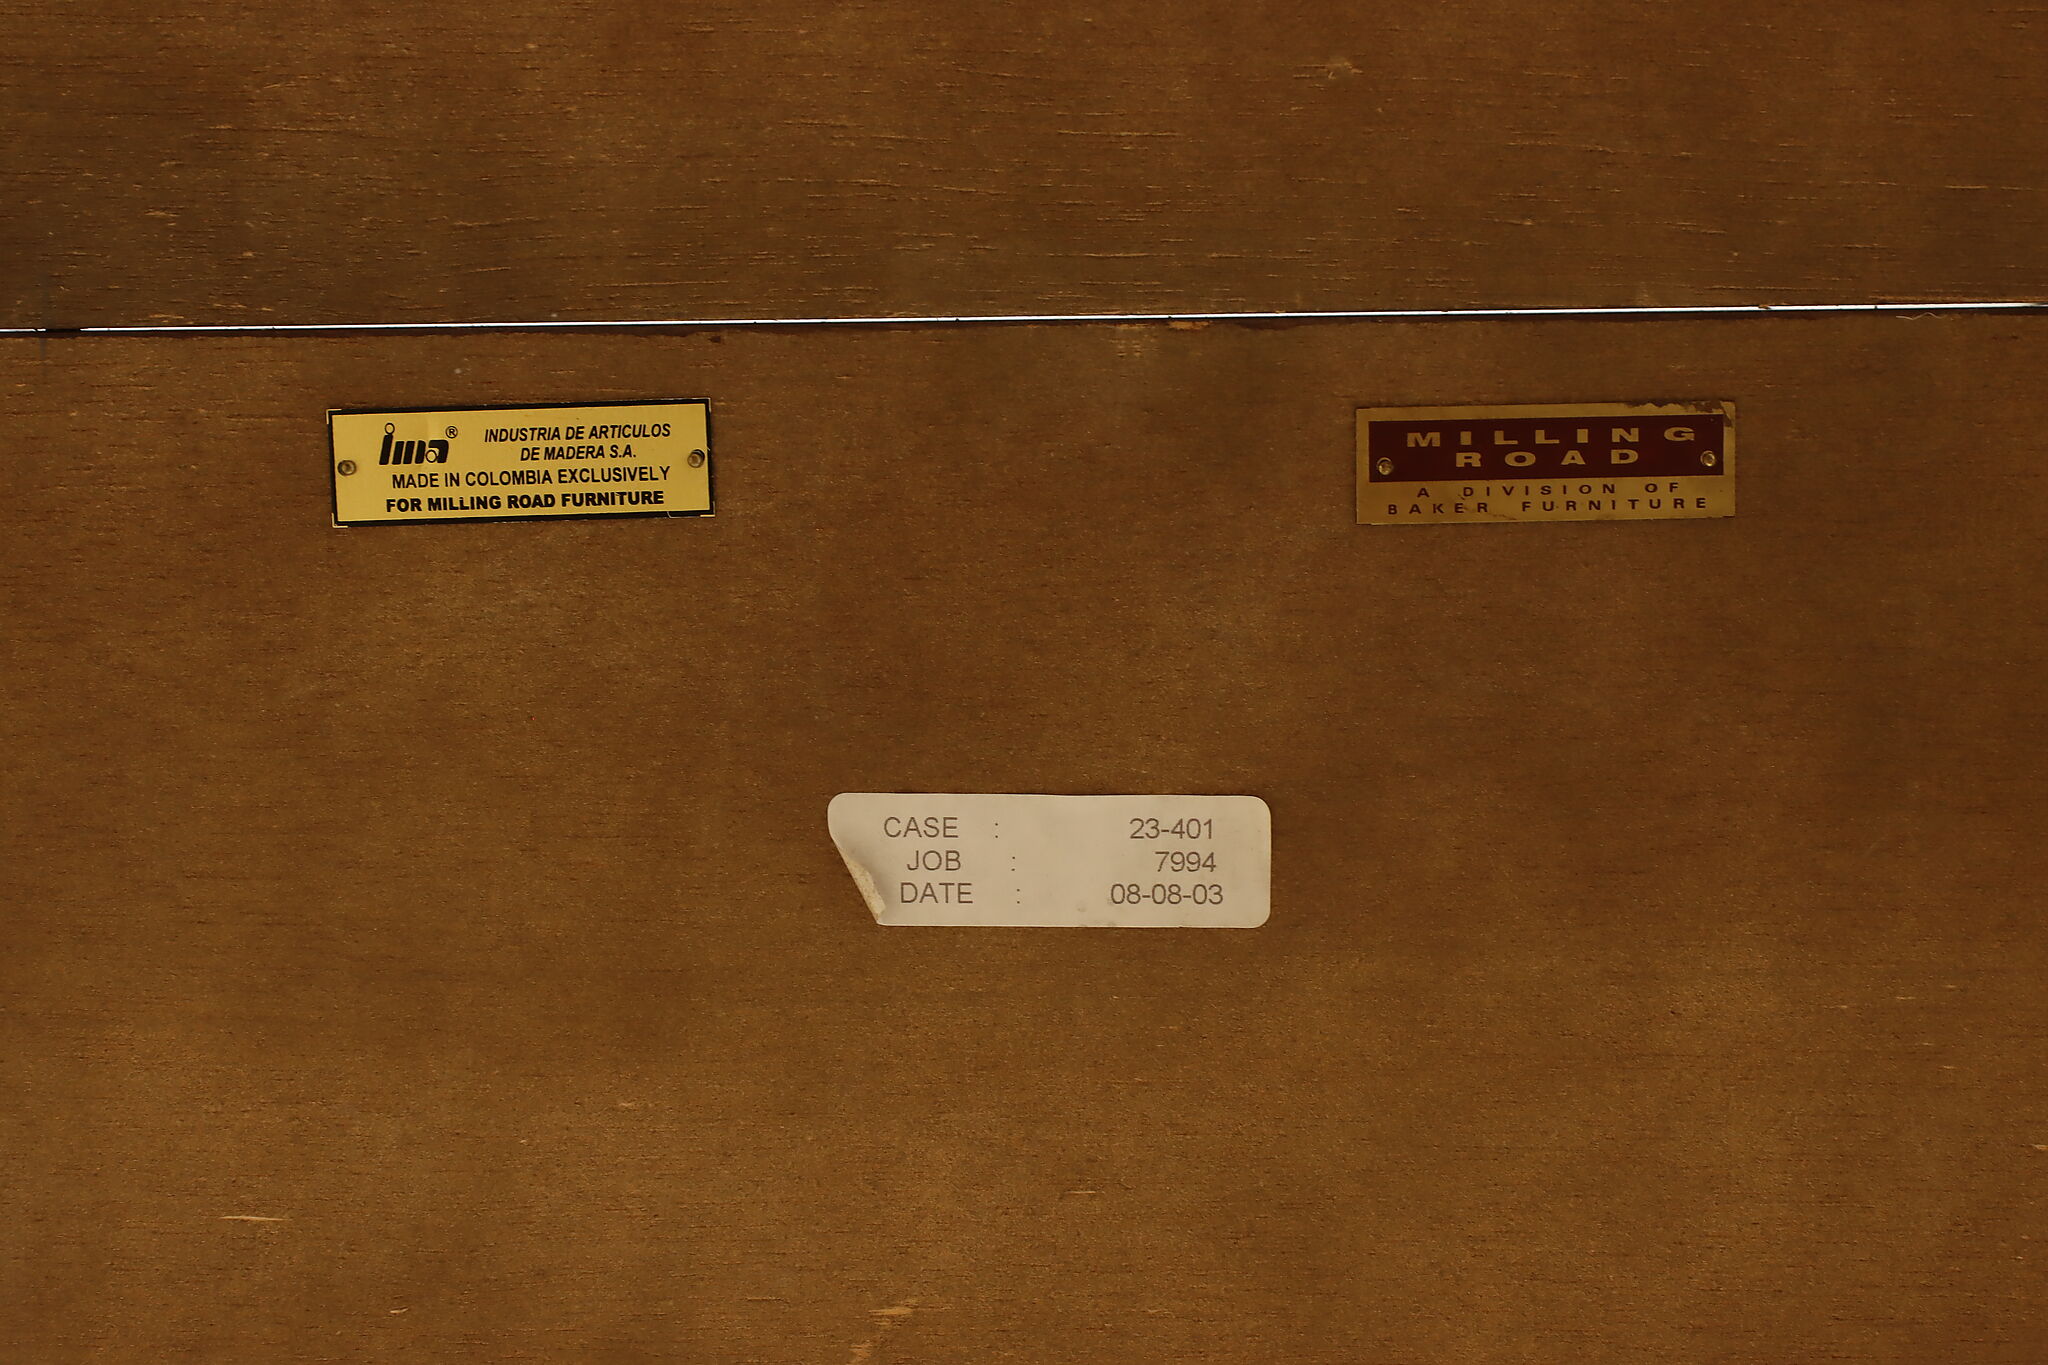 ima®
INDUSTRIA DE ARTICULOS
DE MADERA S.A.
MADE IN COLOMBIA EXCLUSIVELY
FOR MILLING ROAD FURNITURE
MILLING
ROAD
A DIVISION OF
BAKER FURNITURE
CASE : 23-401
JOB : 7994
DATE : 08-08-03